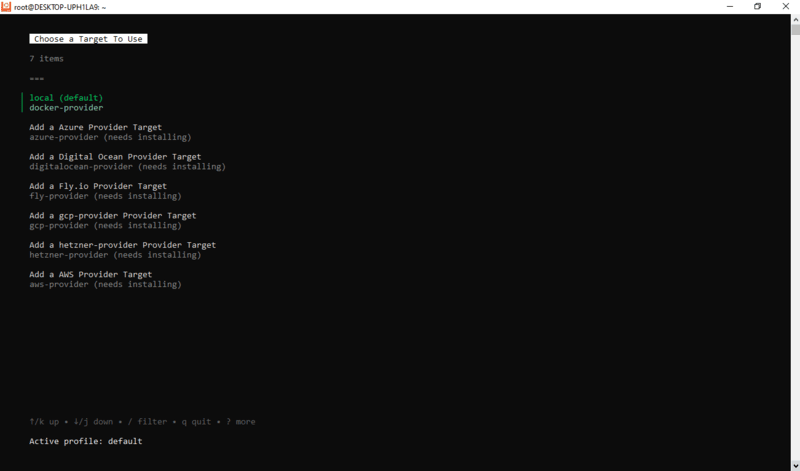 root@DESKTOP-UPH1LA9: ~
Choose a Target To Use
7 items
===
local (default)
docker-provider
Add a Azure Provider Target
azure-provider (needs installing)
Add a Digital Ocean Provider Target
digitalocean-provider (needs installing)
Add a Fly.io Provider Target
fly-provider (needs installing)
Add a gcp-provider Provider Target
gcp-provider (needs installing)
Add a hetzner-provider Provider Target
hetzner-provider (needs installing)
Add a AWS Provider Target
aws-provider (needs installing)
↑/k up • ↓/j down • / filter • q quit • ? more
Active profile: default